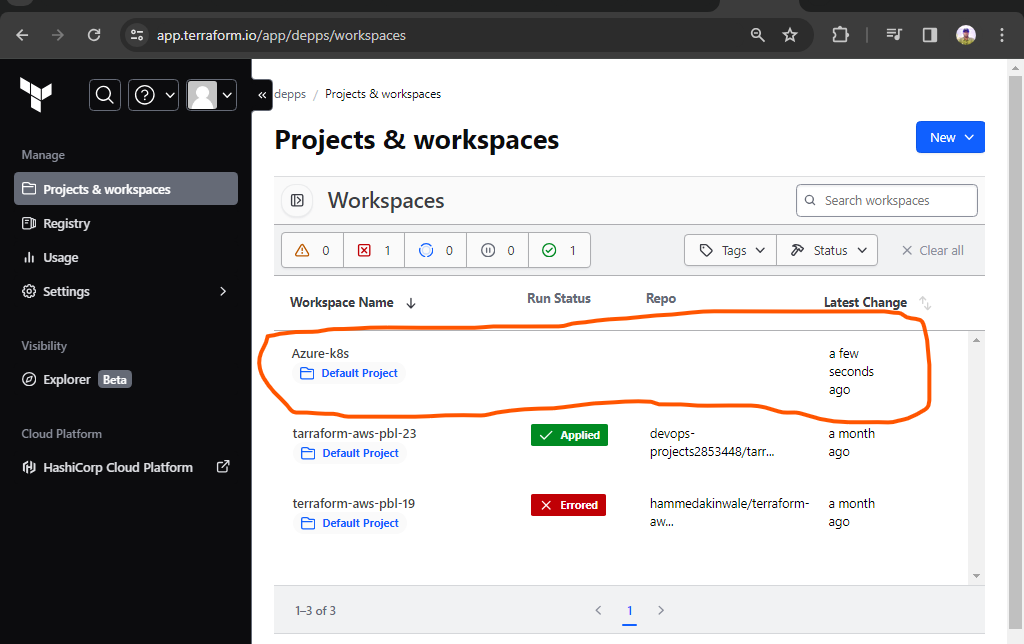 app.terraform.io/app/depps/workspaces
depps / Projects & workspaces
Projects & workspaces
New
Manage
Projects & workspaces
Registry
Usage
Settings
Visibility
Explorer Beta
Cloud Platform
HashiCorp Cloud Platform
Workspaces
Search workspaces
0 1 0 0 1
Tags Status Clear all
Workspace Name Run Status Repo Latest Change
Azure-k8s a few
Default Project seconds
ago
tarraform-aws-pbl-23 Applied devops- a month
Default Project projects2853448/tarr... ago
terraform-aws-pbl-19 Errored hammedakinwale/terraform- a month
Default Project aw... ago
1–3 of 3 1